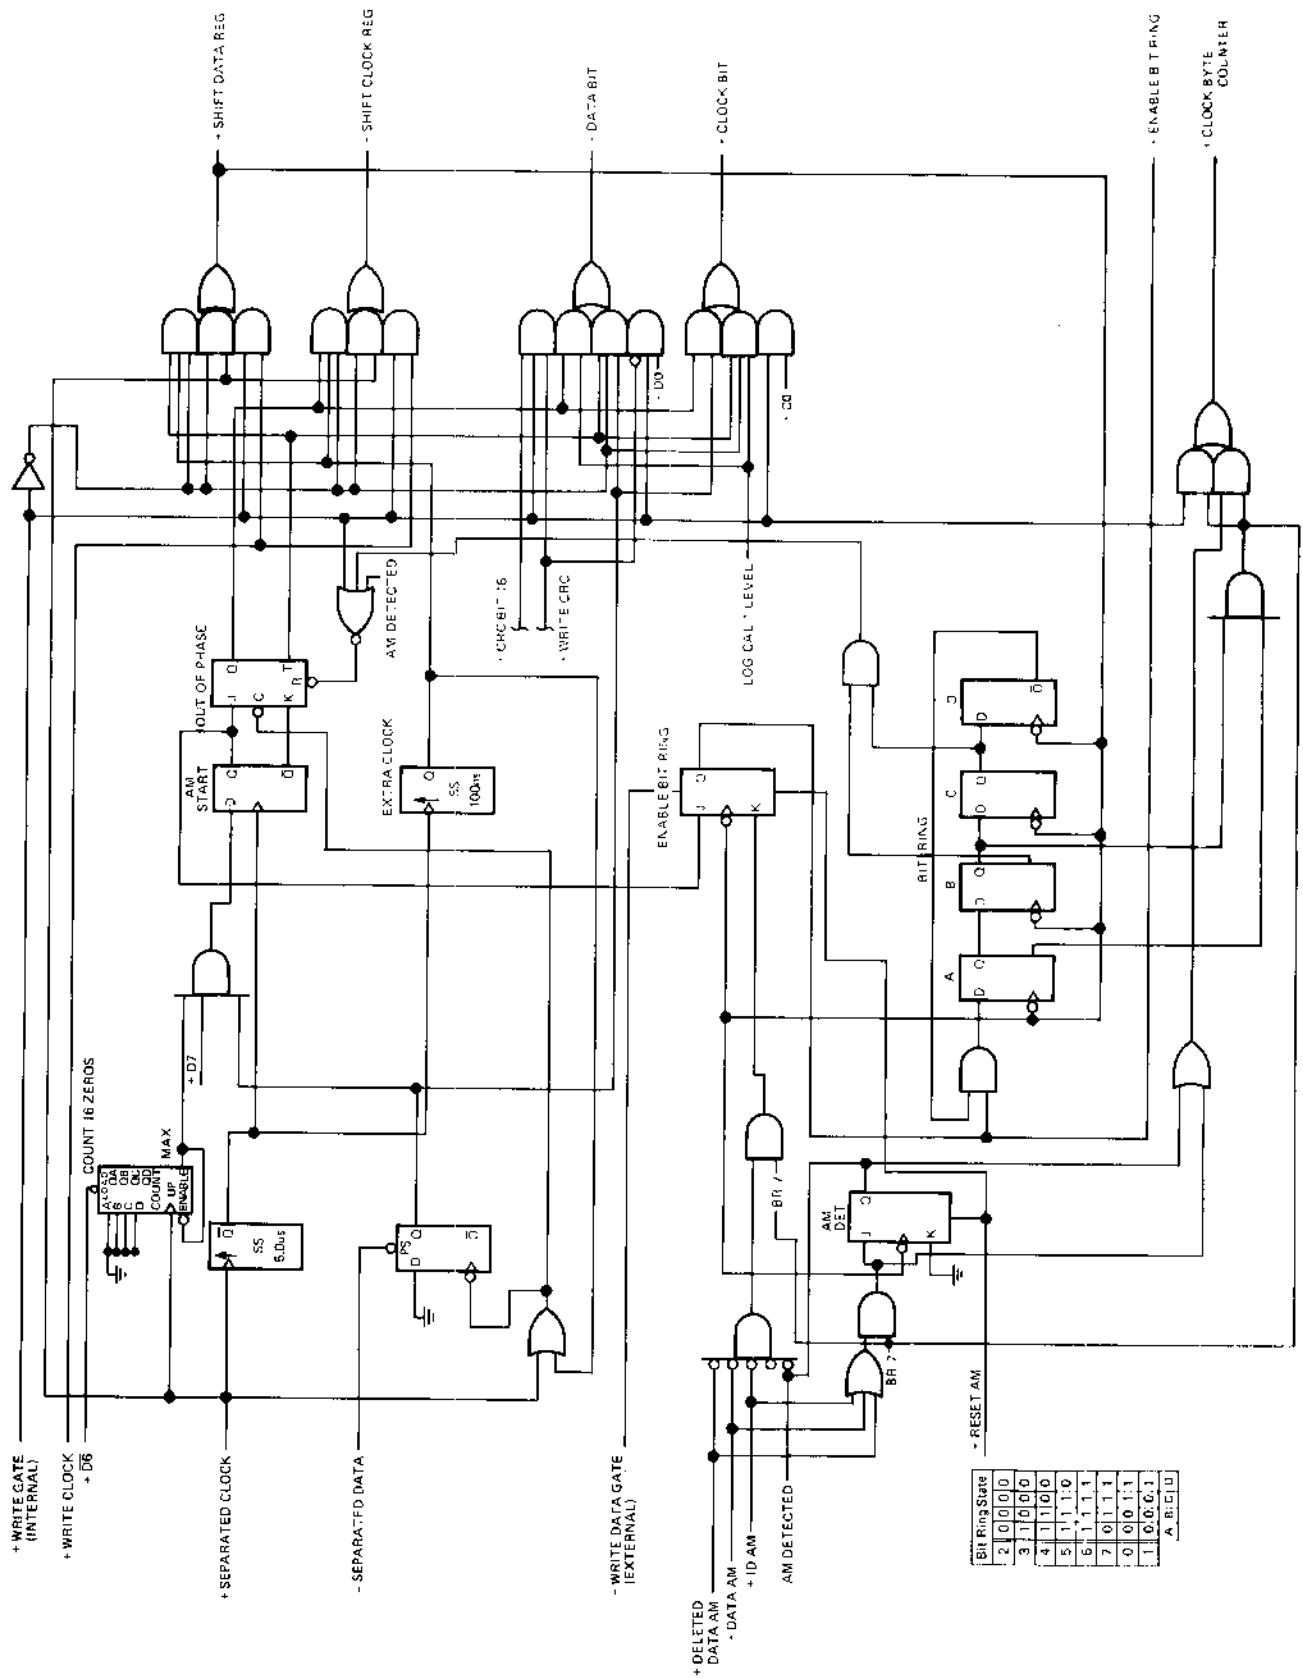 + SHIFT DATA REG
- SHIFT CLOCK REG
- DATA BIT
- CLOCK BIT
- ENABLE BIT RING
+ CLOCK BYTE
COUNTER
- D0
- C0
AM DETECTED
- CRC BIT 16
- WRITE CRC
LOGICAL 1 LEVEL
OUT OF PHASE
J
C
K
Q
T
R
AM
START
D
Q
Q
EXTRA CLOCK
Q
SS
100ns
ENABLE BIT RING
J
K
Q
BIT RING
A
D
Q
B
D
Q
C
D
Q
D
D
Q
COUNT 16 ZEROS
LOAD
A
B
C
D
QA
QB
QC
QD
COUNT
UP
ENABLE
MAX
+ D7
Q
SS
PS
D
Q
Q
BR 7
AM
DET
J
K
Q
BR 7
+ WRITE GATE
(INTERNAL)
+ WRITE CLOCK
+ D6
+ SEPARATED CLOCK
- SEPARATED DATA
- WRITE DATA GATE
(EXTERNAL)
+ DELETED
DATA AM
- DATA AM
+ ID AM
AM DETECTED
- RESET AM
Bit Ring State
2 0 0 0 0
3 1 0 0 0
4 1 1 0 0
5 1 1 1 0
6 1 1 1 1
7 0 1 1 1
0 0 0 1 1
1 0 0 0 1
A B C D